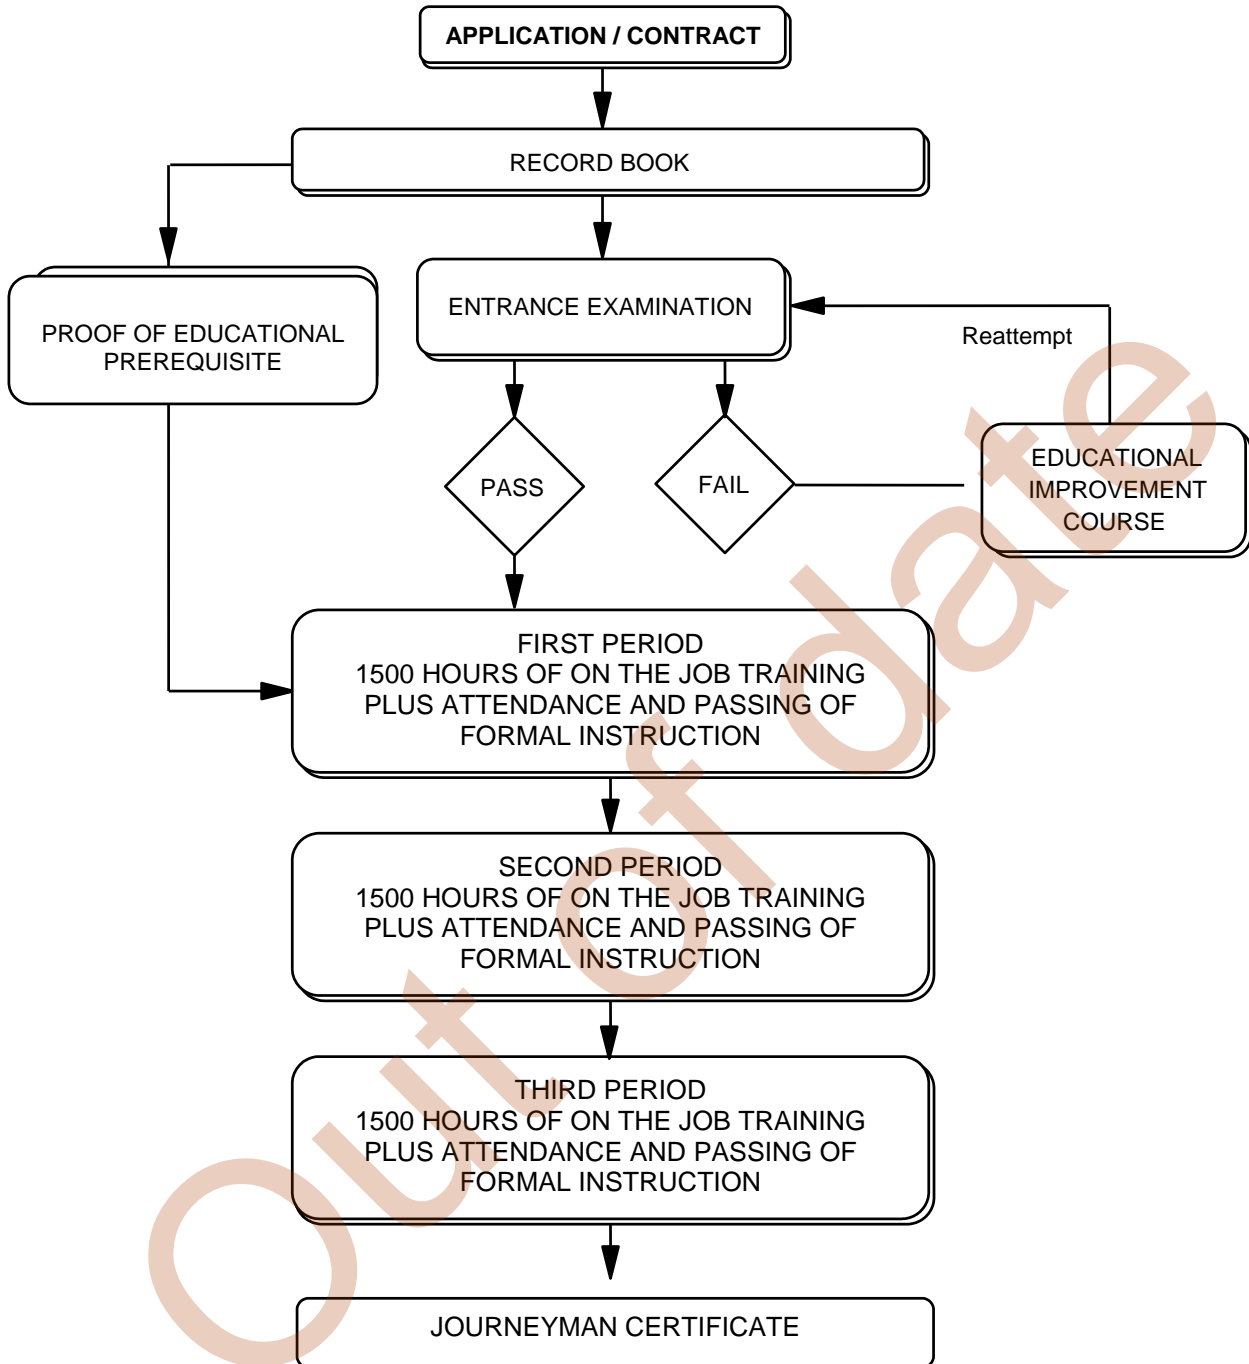 APPLICATION / CONTRACT
RECORD BOOK
PROOF OF EDUCATIONAL
PREREQUISITE
ENTRANCE EXAMINATION
Reattempt
PASS
FAIL
EDUCATIONAL
IMPROVEMENT
COURSE
FIRST PERIOD
1500 HOURS OF ON THE JOB TRAINING
PLUS ATTENDANCE AND PASSING OF
FORMAL INSTRUCTION
SECOND PERIOD
1500 HOURS OF ON THE JOB TRAINING
PLUS ATTENDANCE AND PASSING OF
FORMAL INSTRUCTION
THIRD PERIOD
1500 HOURS OF ON THE JOB TRAINING
PLUS ATTENDANCE AND PASSING OF
FORMAL INSTRUCTION
JOURNEYMAN CERTIFICATE
Out of date